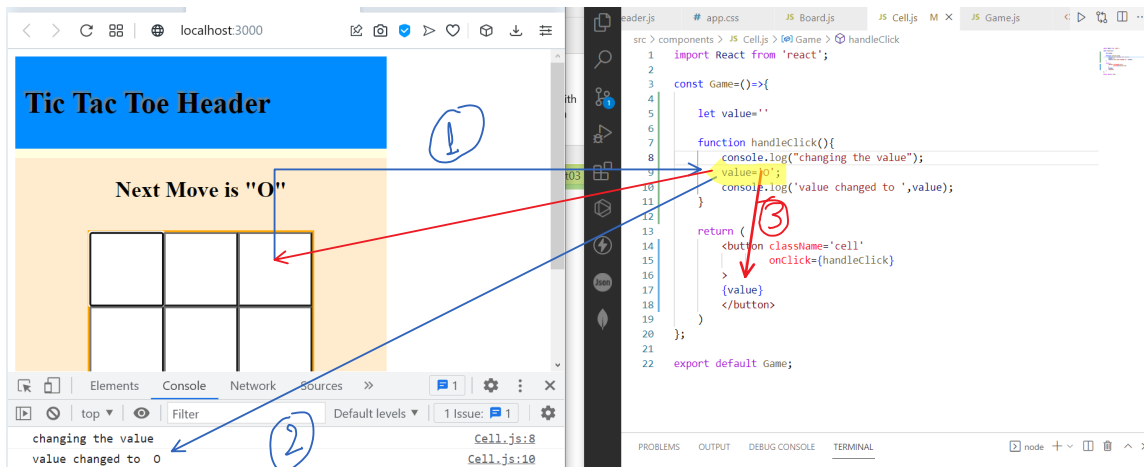 localhost:3000
Tic Tac Toe Header
Next Move is "O"
1
2
3
ith
t03
Elements Console Network Sources »
1
top ▼ Filter Default levels ▼ 1 Issue: 1
changing the value Cell.js:8
value changed to O Cell.js:10
1
Json
eader.js # app.css JS Board.js JS Cell.js M × JS Game.js
src > components > JS Cell.js > Game > handleClick
1 import React from 'react';
2
3 const Game=()=>{
4
5 let value=''
6
7 function handleClick(){
8 console.log("changing the value");
9 value='O';
10 console.log('value changed to ',value);
11 }
12
13 return (
14 <button className='cell'
15 onClick={handleClick}
16 >
17 {value}
18 </button>
19 )
20 };
21
22 export default Game;
PROBLEMS OUTPUT DEBUG CONSOLE TERMINAL node